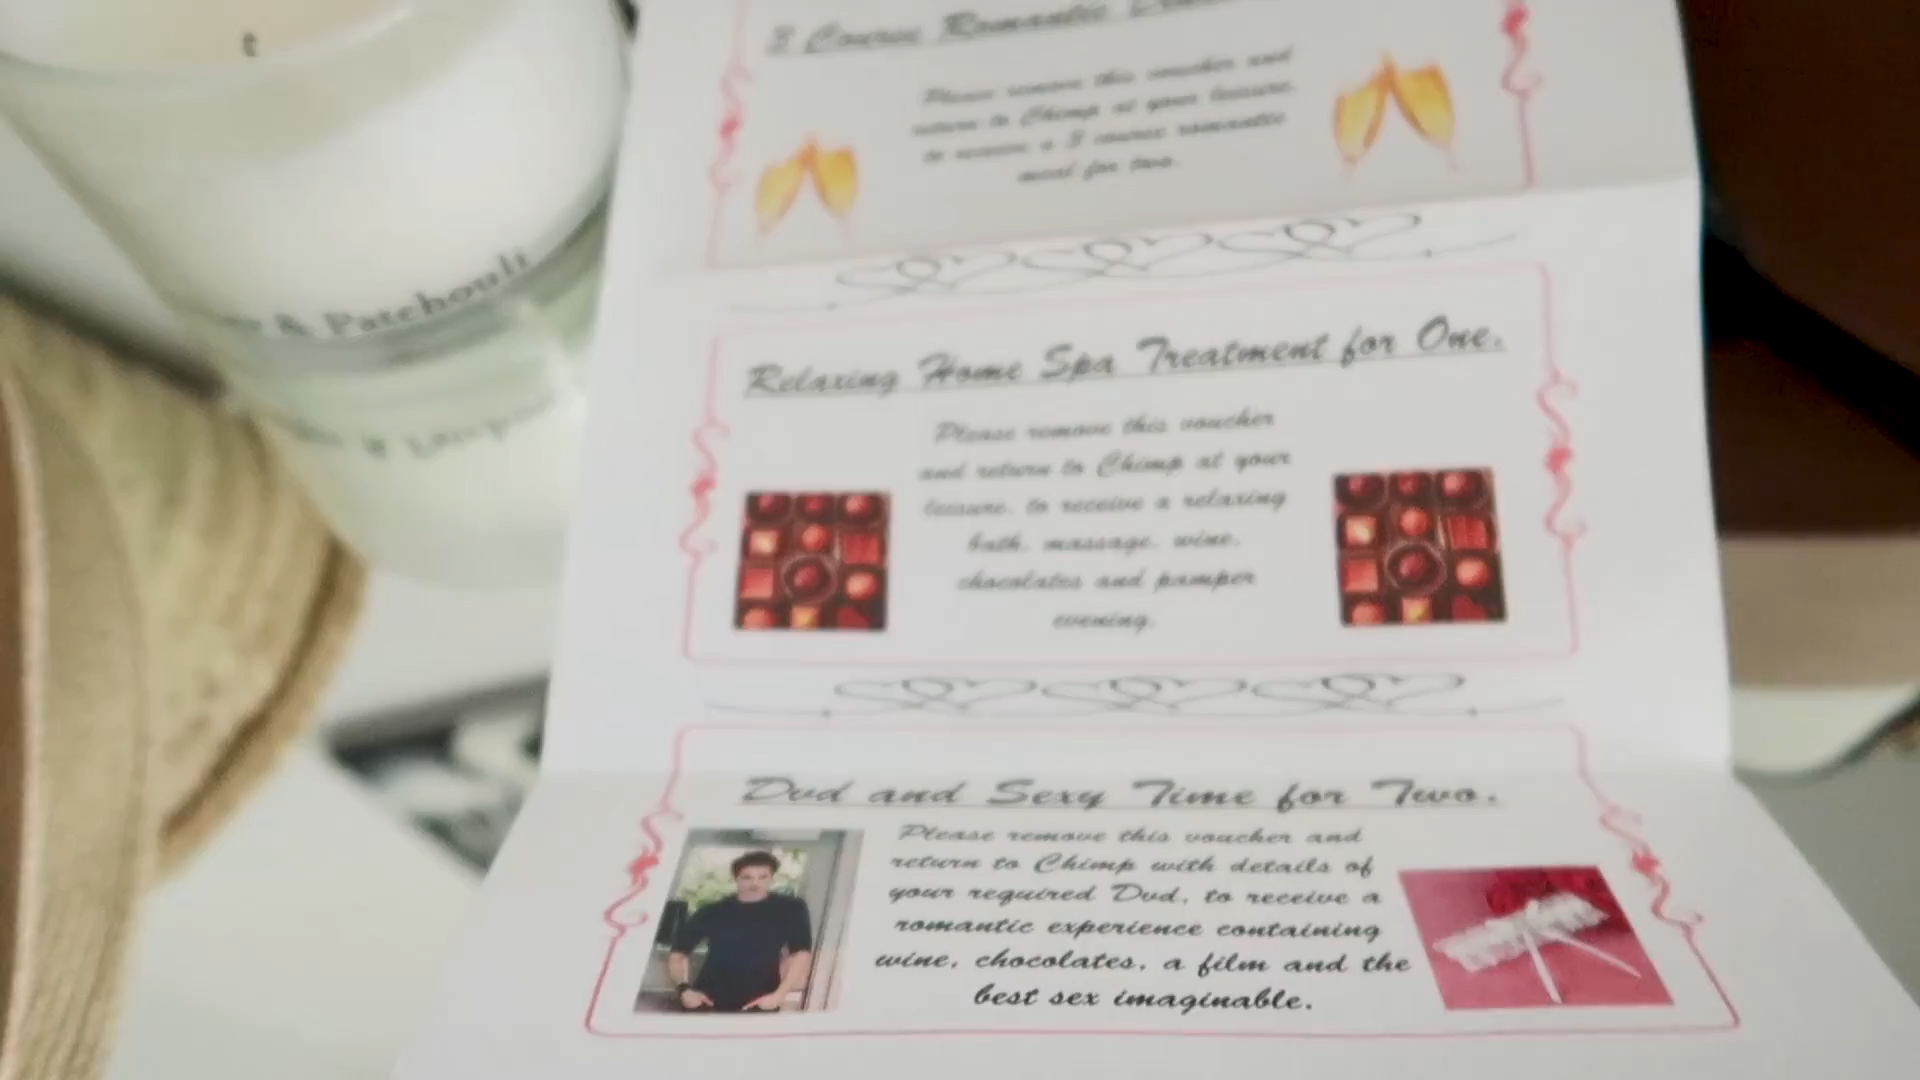 & Patchouli
3 Course Romantic
Please remove this voucher and
return to Chimp at your leisure,
to receive a 3 course romantic
meal for two.
Relaxing Home Spa Treatment for One.
Please remove this voucher
and return to Chimp at your
leisure, to receive a relaxing
bath, massage, wine,
chocolates and pamper
evening.
Dvd and Sexy Time for Two.
Please remove this voucher and
return to Chimp with details of
your required Dvd, to receive a
romantic experience containing
wine, chocolates, a film and the
best sex imaginable.